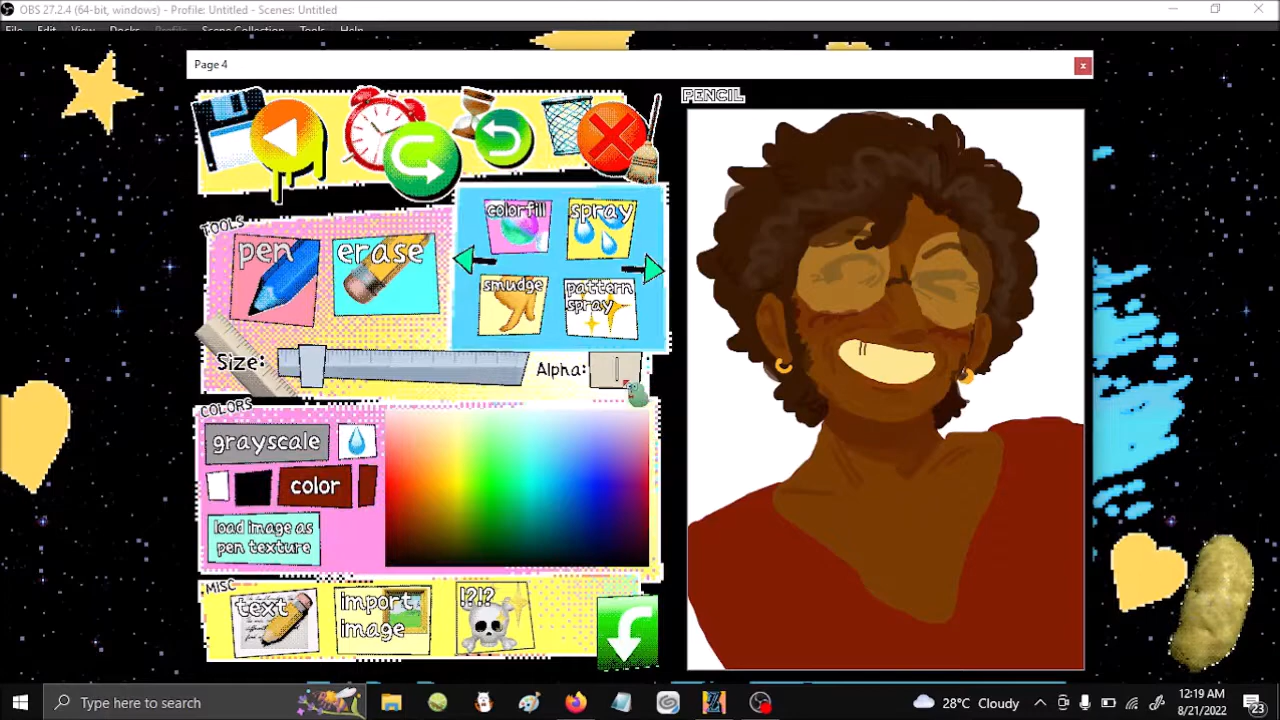 OBS 27.2.4 (64-bit, windows) - Profile: Untitled - Scenes: Untitled
File Edit View Docks Profile Scene Collection Tools Help
Page 4
x
PENCIL
TOOLS
pen
erase
colorfill
spray
smudge
pattern
spray
Size:
Alpha:
COLORS
grayscale
color
load image as
pen texture
MISC
text
import
image
!?!?
Type here to search
28°C Cloudy
12:19 AM
8/21/2022
23